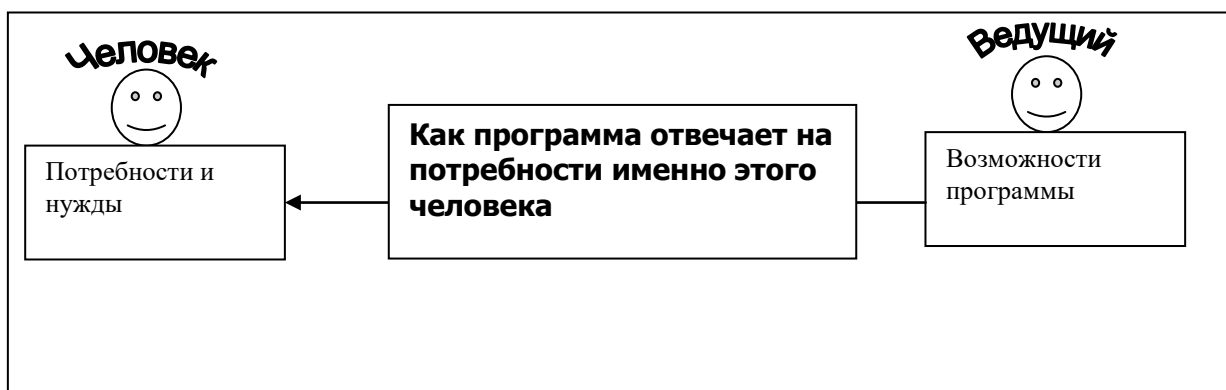 Человек
Ведущий
Потребности и
нужды
Как программа отвечает на
потребности именно этого
человека
Возможности
программы